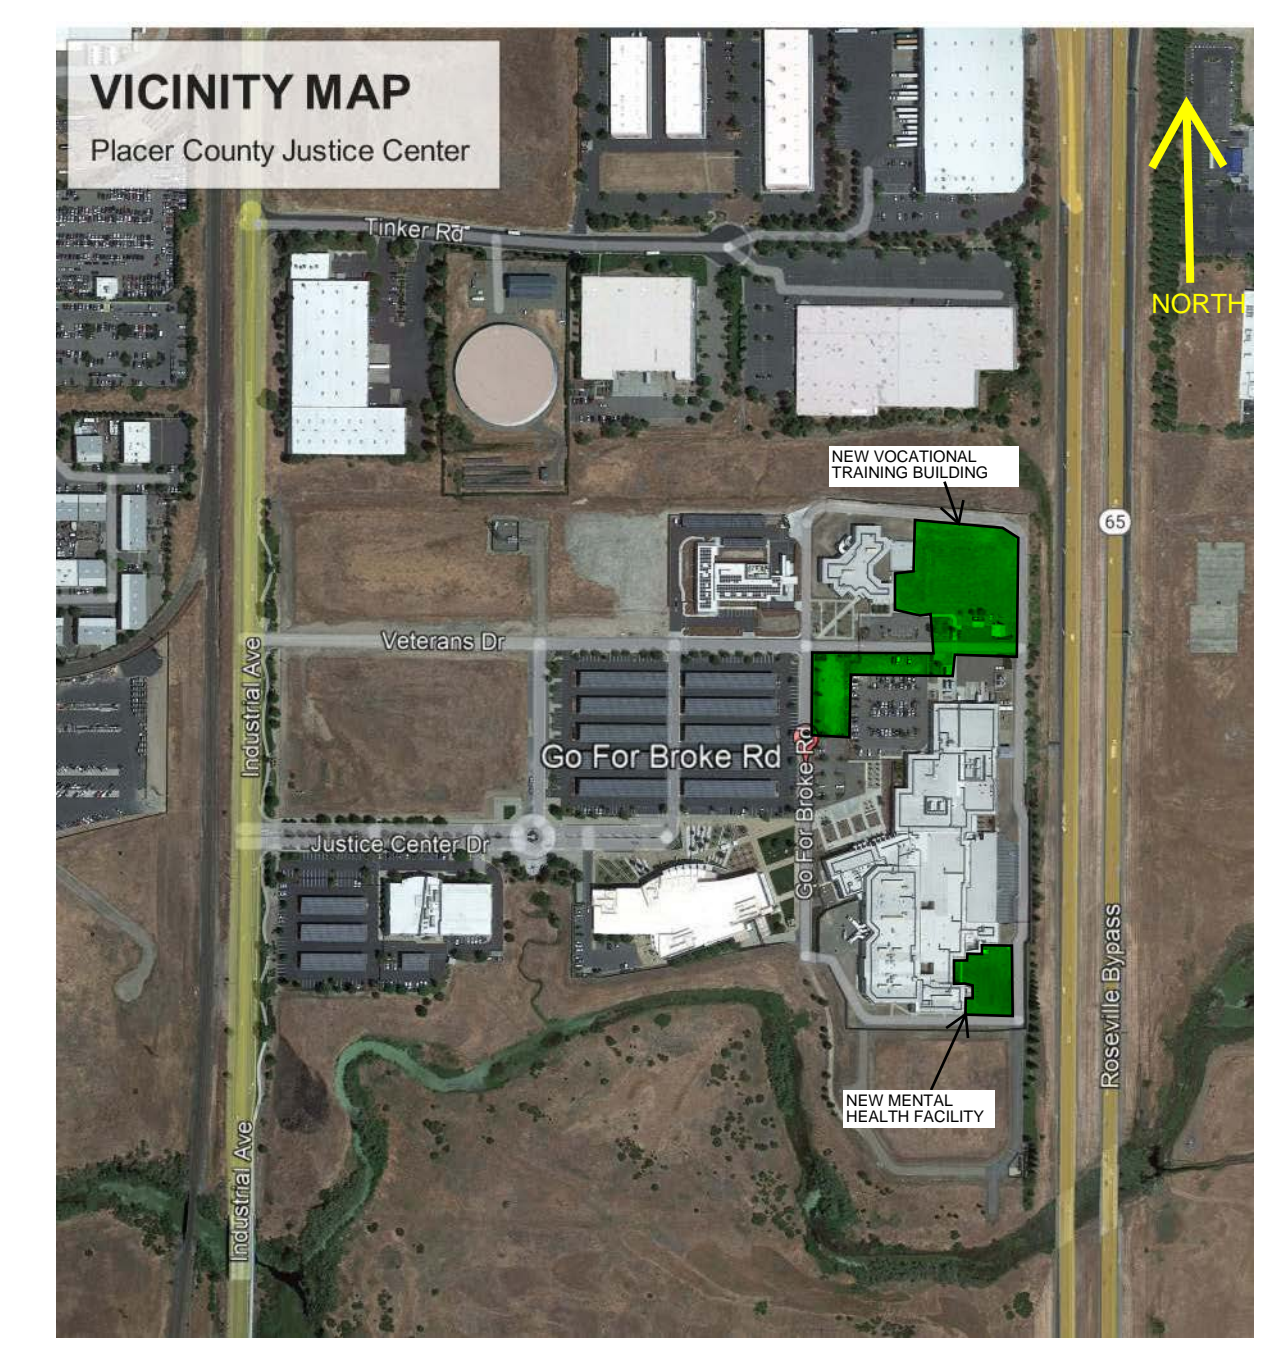 VICINITY MAP
Placer County Justice Center
Tinker Rd
NORTH
NEW VOCATIONAL
TRAINING BUILDING
65
Veterans Dr
Industrial Ave
Go For Broke Rd
Go For Broke Rd
Justice Center Dr
Roseville Bypass
NEW MENTAL
HEALTH FACILITY
Industrial Ave